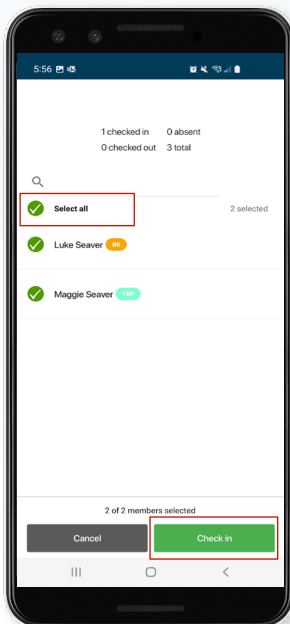 5:56
1 checked in 0 absent
0 checked out 3 total
Select all 2 selected
Luke Seaver RR
Maggie Seaver TRP
2 of 2 members selected
Cancel Check in